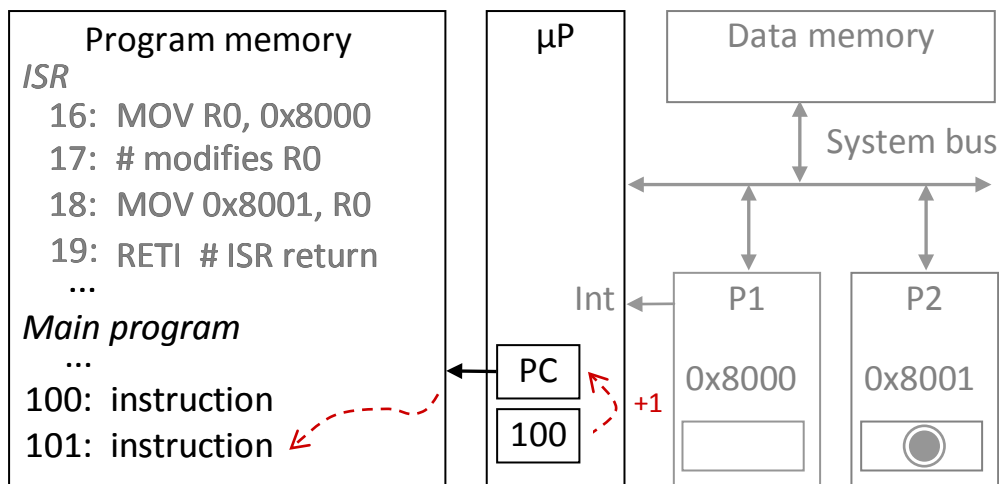 Program memory
ISR
16: MOV R0, 0x8000
17: # modifies R0
18: MOV 0x8001, R0
19: RETI # ISR return
...
Main program
...
100: instruction
101: instruction
µP
Int
PC
100
+1
Data memory
System bus
P1
0x8000
P2
0x8001